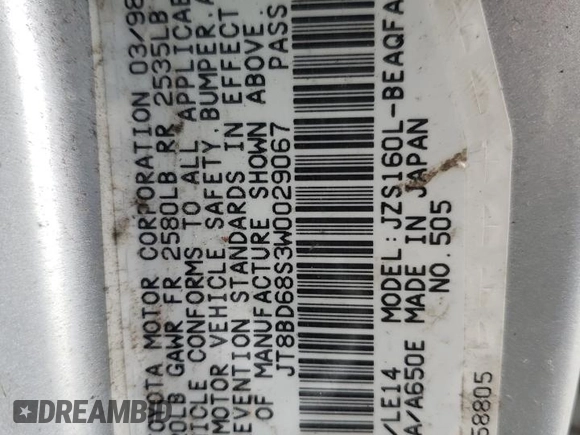 OYOTA MOTOR CORPORATION 03/98
GAWR FR 2580LB RR 2535LB
ICLE CONFORMS TO ALL APPLICAB
MOTOR VEHICLE SAFETY, BUMPER, A
EVENTION STANDARDS IN EFFECT
OF MANUFACTURE SHOWN ABOVE.
JT8BD68S3W0029067 PASS
/LE14 MODEL:JZS160L-BEAQFA
A/A650E MADE IN JAPAN
NO.505
58805
DREAMBID